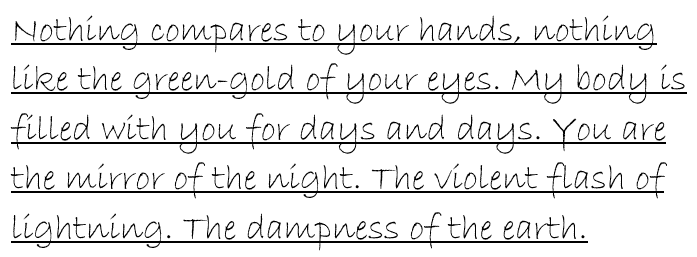 Nothing compares to your hands, nothing
like the green-gold of your eyes. My body is
filled with you for days and days. You are
the mirror of the night. The violent flash of
lightning. The dampness of the earth.